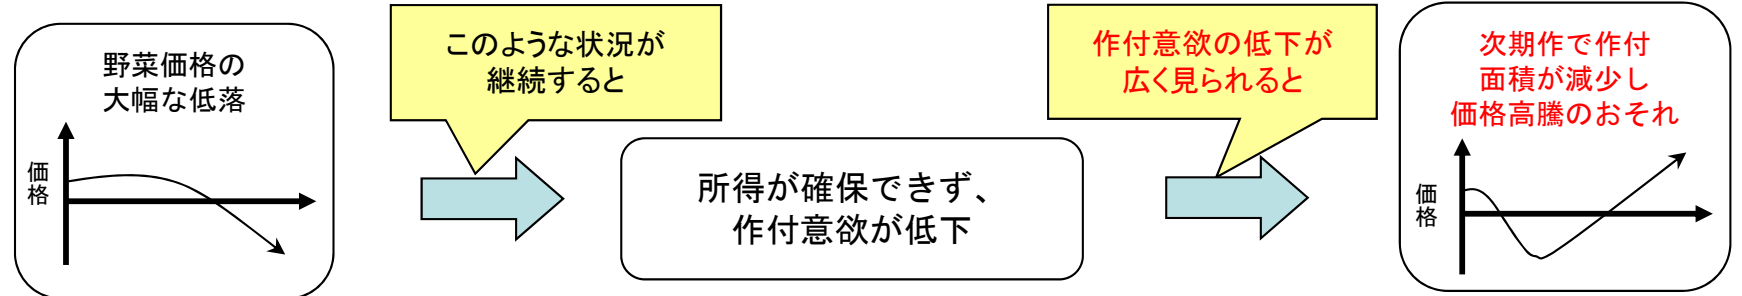 野菜価格の
大幅な低落
価格
このような状況が
継続すると
所得が確保できず、
作付意欲が低下
作付意欲の低下が
広く見られると
次期作で作付
面積が減少し
価格高騰のおそれ
価格